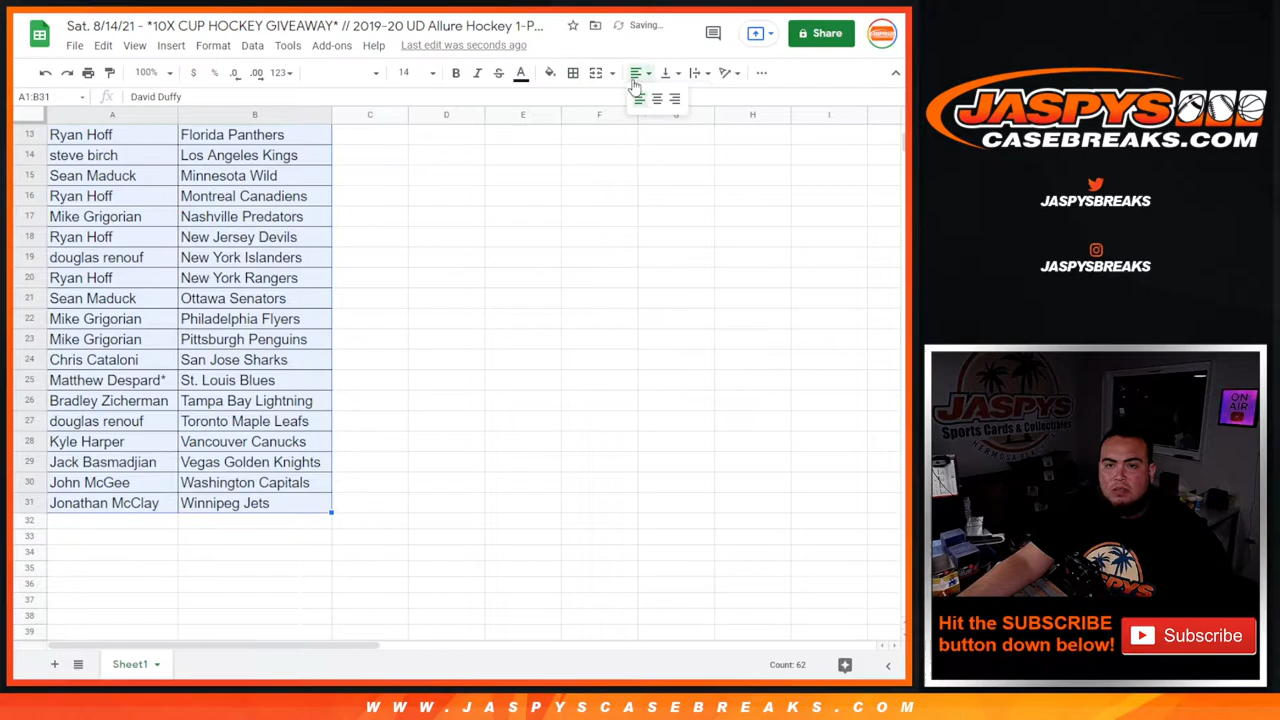 Sat. 8/14/21 - *10X CUP HOCKEY GIVEAWAY* // 2019-20 UD Allure Hockey 1-P...
Saving...
File Edit View Insert Format Data Tools Add-ons Help Last edit was seconds ago
Share
100% $ % .0 .00 123 14 B I S A
A1:B31 fx David Duffy
A B C D E F G H I
13 Ryan Hoff Florida Panthers
14 steve birch Los Angeles Kings
15 Sean Maduck Minnesota Wild
16 Ryan Hoff Montreal Canadiens
17 Mike Grigorian Nashville Predators
18 Ryan Hoff New Jersey Devils
19 douglas renouf New York Islanders
20 Ryan Hoff New York Rangers
21 Sean Maduck Ottawa Senators
22 Mike Grigorian Philadelphia Flyers
23 Mike Grigorian Pittsburgh Penguins
24 Chris Cataloni San Jose Sharks
25 Matthew Despard* St. Louis Blues
26 Bradley Zicherman Tampa Bay Lightning
27 douglas renouf Toronto Maple Leafs
28 Kyle Harper Vancouver Canucks
29 Jack Basmadjian Vegas Golden Knights
30 John McGee Washington Capitals
31 Jonathan McClay Winnipeg Jets
32
33
34
35
36
37
38
39
Sheet1
Count: 62
JASPYS
CASEBREAKS.COM
JASPYSBREAKS
JASPYSBREAKS
JASPYS
Sports Cards & Collectibles
HERMOSA BEACH
ON AIR
JASPYS
Hit the SUBSCRIBE
button down below!
Subscribe
WWW.JASPYSCASEBREAKS.COM